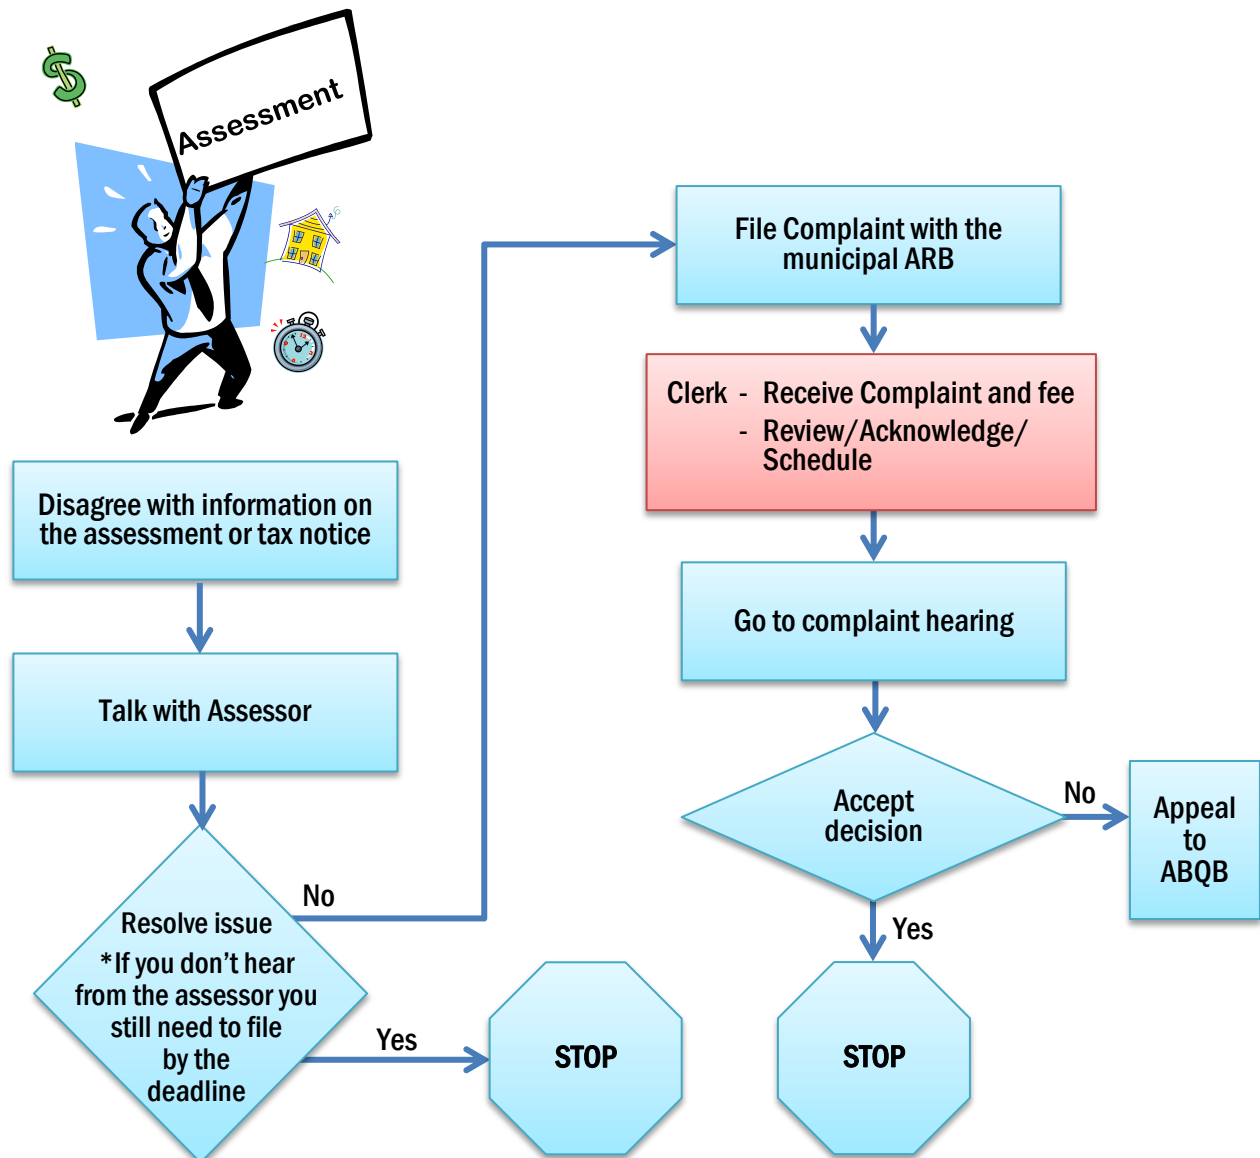 Assessment
Disagree with information on
the assessment or tax notice
Talk with Assessor
Resolve issue
*If you don't hear
from the assessor you
still need to file
by the
deadline
No
Yes
STOP
File Complaint with the
municipal ARB
Clerk - Receive Complaint and fee
- Review/Acknowledge/
Schedule
Go to complaint hearing
Accept
decision
No
Appeal
to
ABQB
Yes
STOP